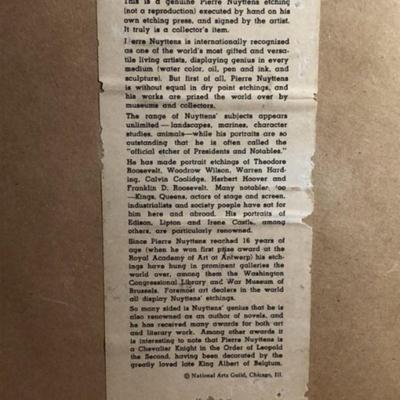 This is a genuine Pierre Nuyttens etching
(not a reproduction) executed by hand on his
own etching press, and signed by the artist.
It truly is a collector's item.
Pierre Nuyttens is internationally recognized
as one of the world's most gifted and versa-
tile living artists, displaying genius in every
medium (water color, oil, pen and ink, and
sculpture). But first of all, Pierre Nuyttens
is without equal in dry point etchings, and
his works are prized the world over by
museums and collectors.
The range of Nuyttens' subjects appears
unlimited—landscapes, marines, character
studies, animals—while his portraits are so
outstanding that he is often called the
"official etcher of Presidents and Notables."
He has made portrait etchings of Theodore
Roosevelt, Woodrow Wilson, Warren Hard-
ing, Calvin Coolidge, Herbert Hoover and
Franklin D. Roosevelt. Many notables too
—Kings, Queens, actors of stage and screen,
industrialists and society poeple have sat for
him here and abroad. His portraits of
Edison, Lipton and Irene Castle, among
others, are particularly renowned.
Since Pierre Nuyttens reached 16 years of
age (when he won first prize award at the
Royal Academy of Art at Antwerp) his etch-
ings have hung in prominent galleries the
world over, among them the Washington
Congressional Library and War Museum of
Brussels. Foremost art dealers in the world
all display Nuyttens' etchings.
So many sided is Nuyttens' genius that he is
also renowned as an author of novels, and
he has received many awards for both art
and literary work. Among other awards it
is interesting to note that Pierre Nuyttens is
a Chevalier Knight in the Order of Leopold
the Second, having been decorated by the
greatly loved late King Albert of Belgium.
© National Arts Guild, Chicago, Ill.